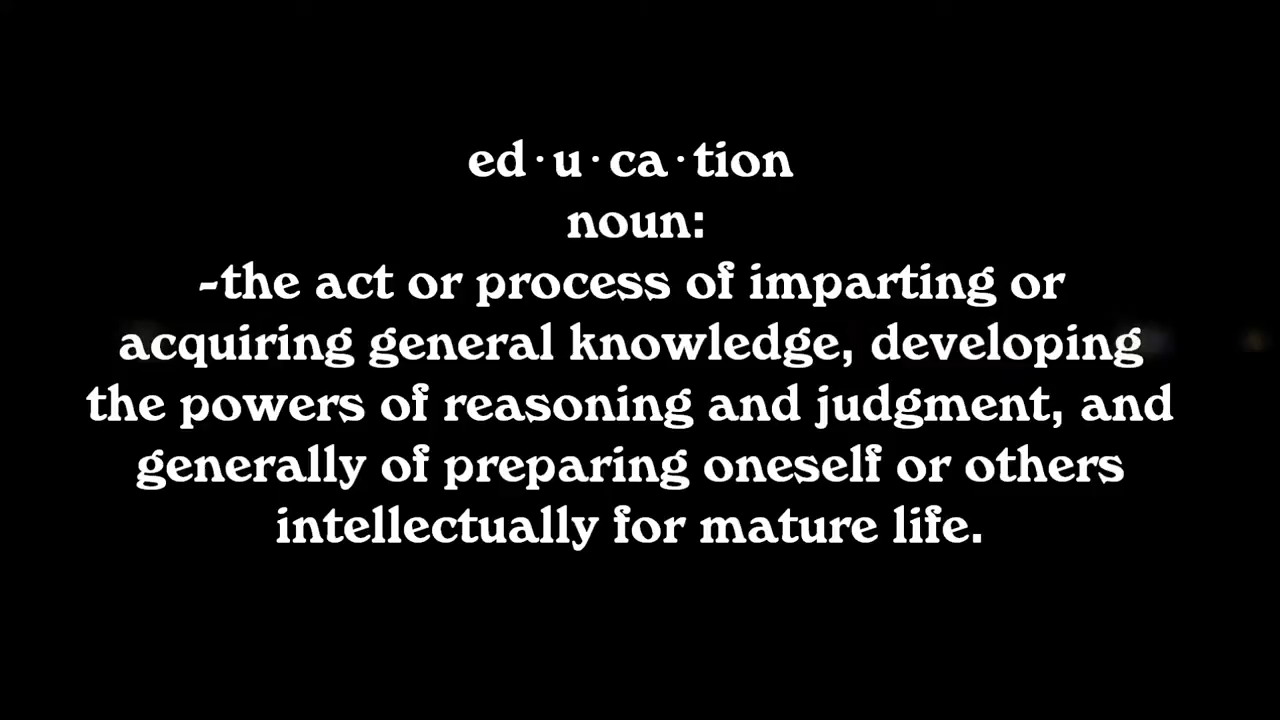 ed·u·ca·tion
noun:
-the act or process of imparting or
acquiring general knowledge, developing
the powers of reasoning and judgment, and
generally of preparing oneself or others
intellectually for mature life.